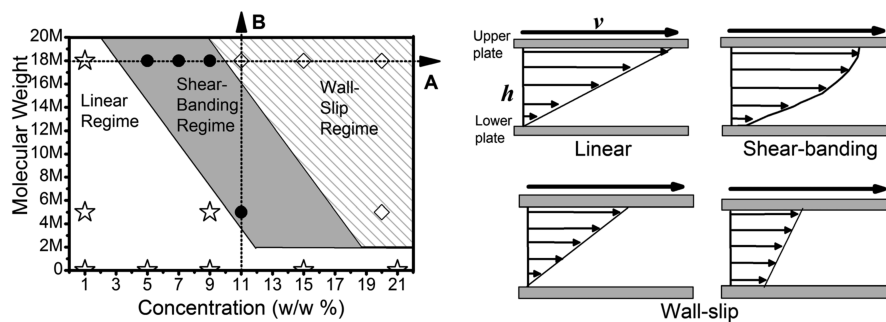 B
A
20M
18M
16M
14M
12M
10M
8M
6M
4M
2M
0
Molecular Weight
Linear
Regime
Shear-
Banding
Regime
Wall-
Slip
Regime
1 3 5 7 9 11 13 15 17 19 21
Concentration (w/w %)
v
Upper
plate
h
Lower
plate
Linear
Shear-banding
Wall-slip